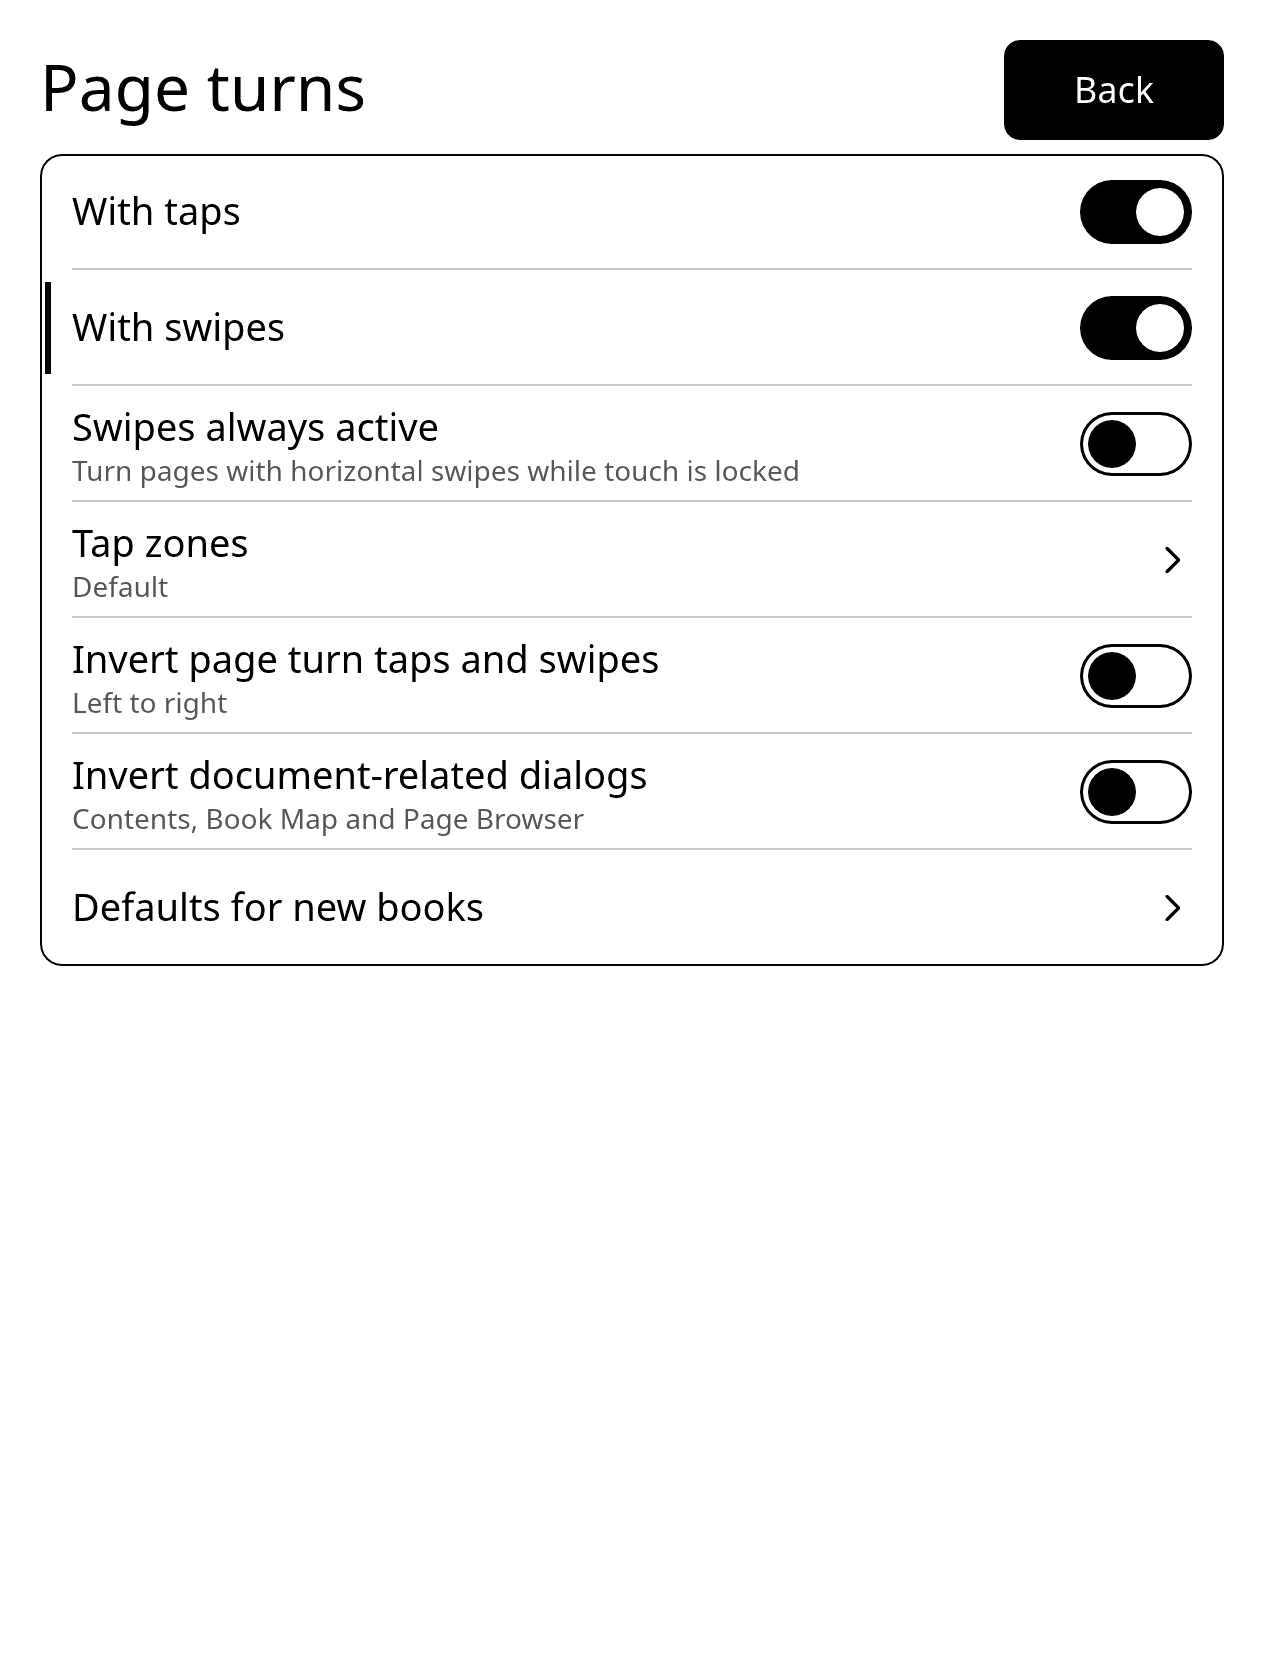 Page turns
Back
With taps
With swipes
Swipes always active
Turn pages with horizontal swipes while touch is locked
Tap zones
Default
Invert page turn taps and swipes
Left to right
Invert document-related dialogs
Contents, Book Map and Page Browser
Defaults for new books